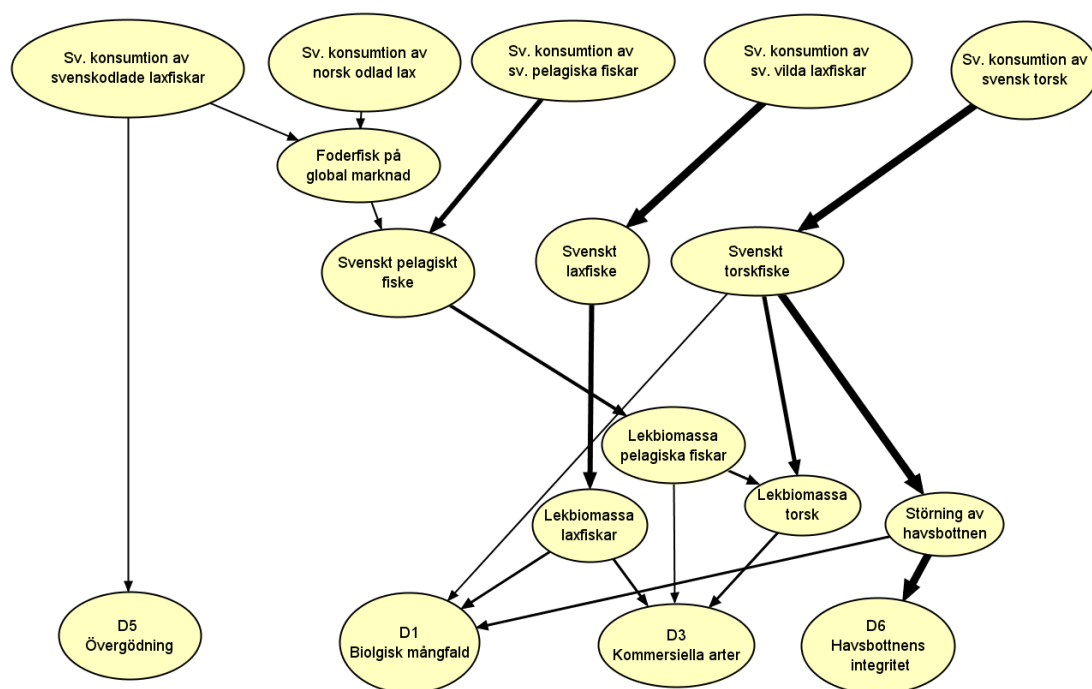 Sv. konsumtion av
svenskodlade laxfiskar
Sv. konsumtion av
norsk odlad lax
Sv. konsumtion av
sv. pelagiska fiskar
Sv. konsumtion av
sv. vilda laxfiskar
Sv. konsumtion av
svensk torsk
Foderfisk på
global marknad
Svenskt pelagiskt
fiske
Svenskt
laxfiske
Svenskt
torskfiske
Lekbiomassa
pelagiska fiskar
Lekbiomassa
laxfiskar
Lekbiomassa
torsk
Störning av
havsbottnen
D5
Övergödning
D1
Biolgisk mångfald
D3
Kommersiella arter
D6
Havsbottnens
integritet